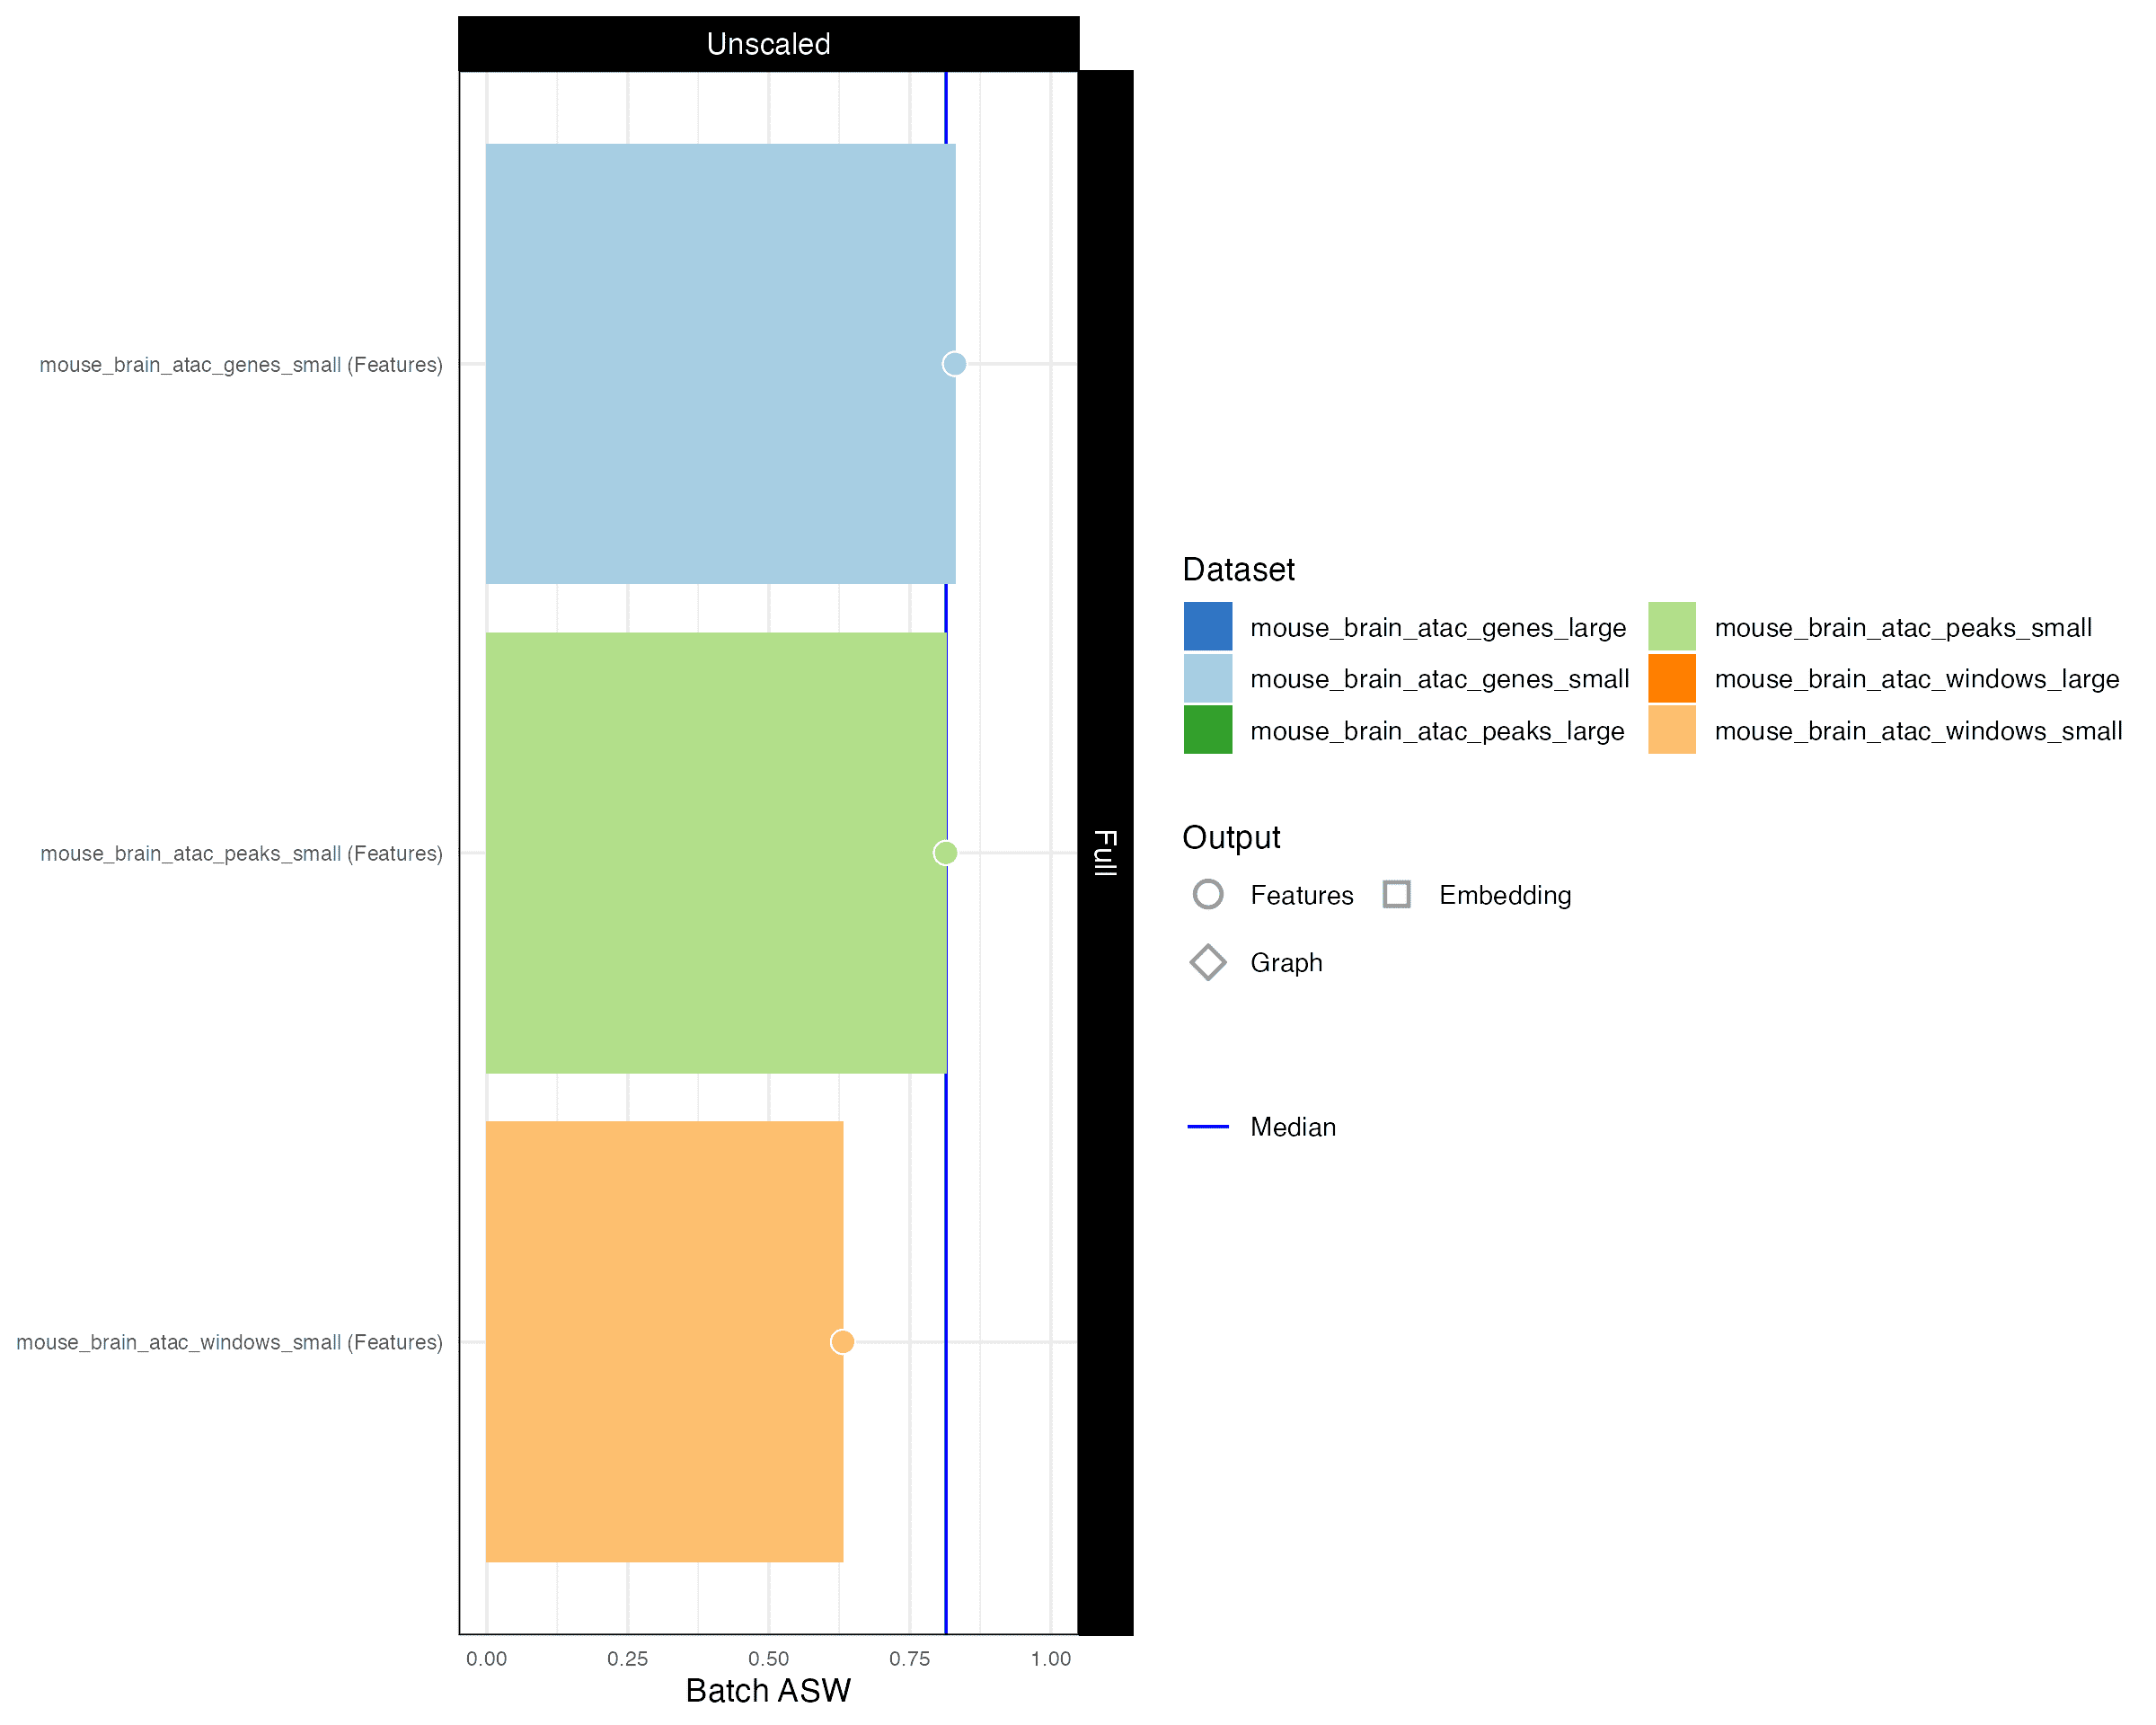 Unscaled
mouse_brain_atac_genes_small (Features)
mouse_brain_atac_peaks_small (Features)
mouse_brain_atac_windows_small (Features)
0.00 0.25 0.50 0.75 1.00
Batch ASW
Full
Dataset
mouse_brain_atac_genes_large mouse_brain_atac_peaks_small
mouse_brain_atac_genes_small mouse_brain_atac_windows_large
mouse_brain_atac_peaks_large mouse_brain_atac_windows_small
Output
Features Embedding
Graph
Median